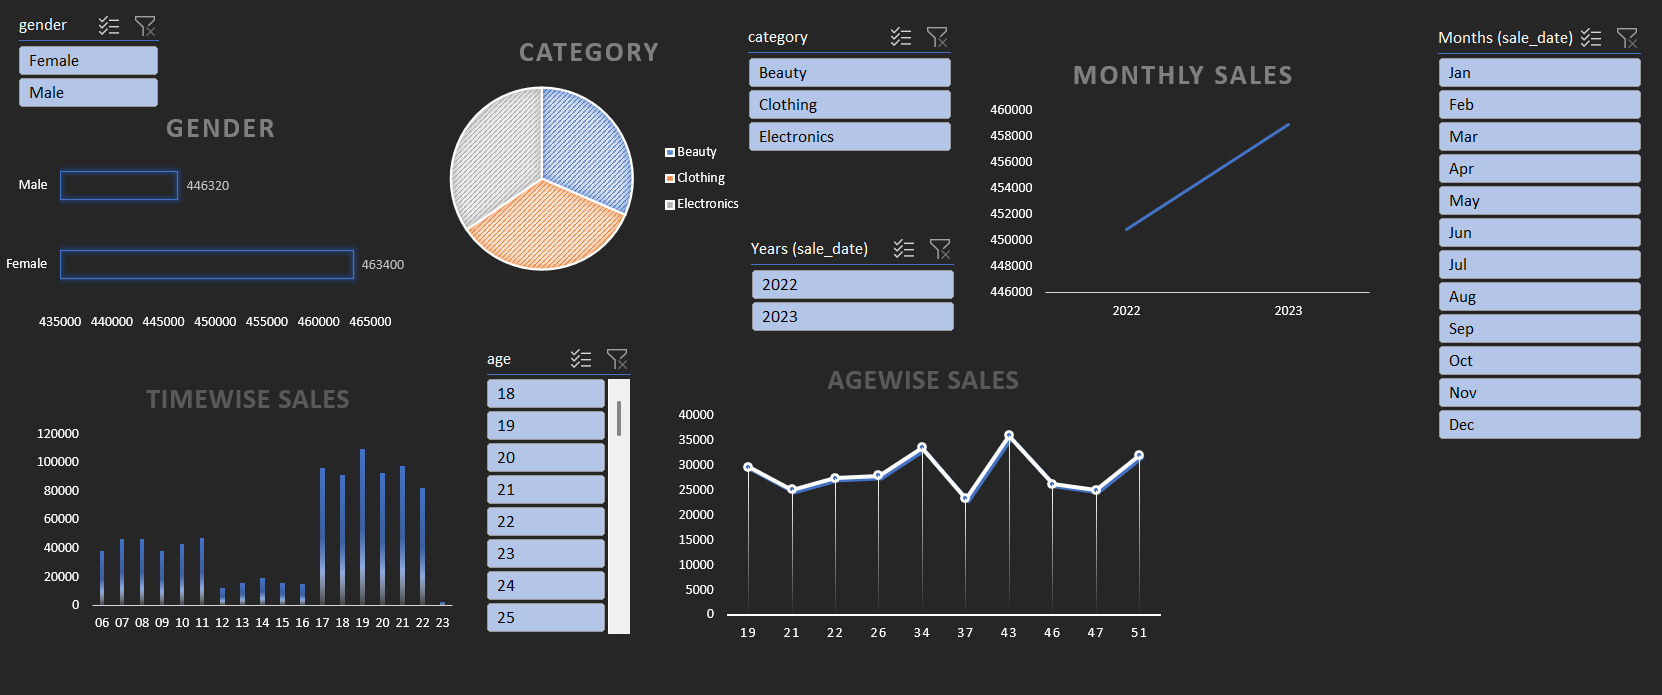 gender
Female
Male
GENDER
Male
446320
Female
463400
435000 440000 445000 450000 455000 460000 465000
CATEGORY
Beauty
Clothing
Electronics
category
Beauty
Clothing
Electronics
Years (sale_date)
2022
2023
MONTHLY SALES
460000
458000
456000
454000
452000
450000
448000
446000
2022 2023
Months (sale_date)
Jan
Feb
Mar
Apr
May
Jun
Jul
Aug
Sep
Oct
Nov
Dec
TIMEWISE SALES
120000
100000
80000
60000
40000
20000
0
06 07 08 09 10 11 12 13 14 15 16 17 18 19 20 21 22 23
age
18
19
20
21
22
23
24
25
AGEWISE SALES
40000
35000
30000
25000
20000
15000
10000
5000
0
19 21 22 26 34 37 43 46 47 51